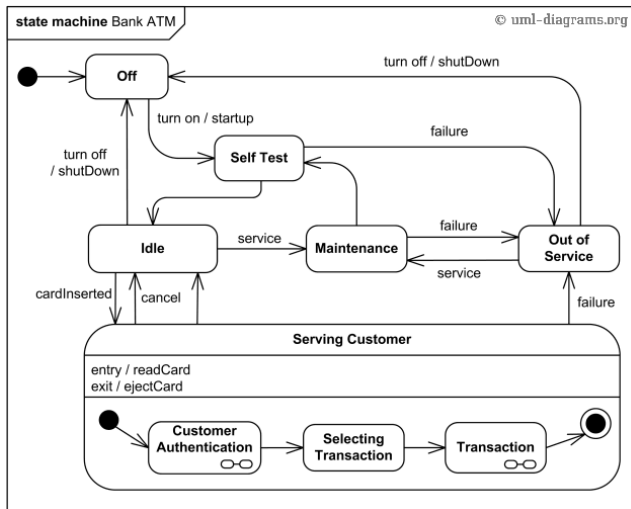 state machine Bank ATM
© uml-diagrams.org
Off
turn off / shutDown
turn on / startup
failure
Self Test
turn off
/ shutDown
Idle
service
Maintenance
failure
service
Out of
Service
cardInserted
cancel
failure
Serving Customer
entry / readCard
exit / ejectCard
Customer
Authentication
Selecting
Transaction
Transaction